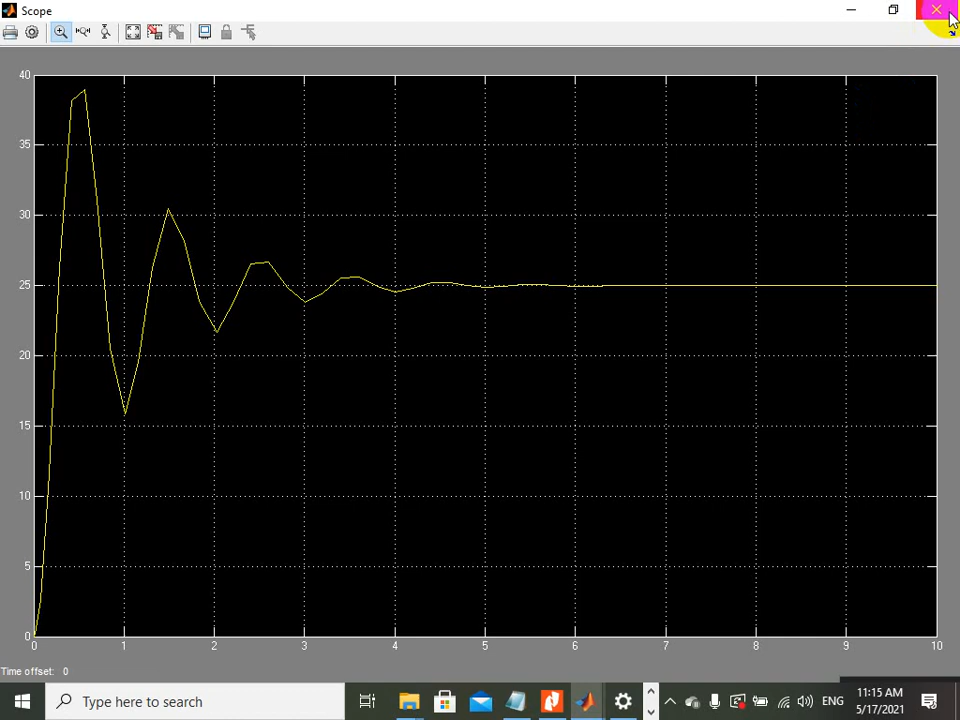 Scope
40
35
30
25
20
15
10
5
0
0 1 2 3 4 5 6 7 8 9 10
Time offset: 0
Type here to search
ENG
11:15 AM
5/17/2021